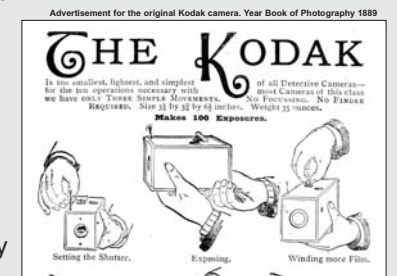 Advertisement for the original Kodak camera. Year Book of Photography 1889
THE KODAK
Is the smallest, lightest, and simplest of all Detective Cameras—
for the ten operations necessary with most Cameras of this class
we have ONLY THREE SIMPLE MOVEMENTS. NO FOCUSSING. NO FINDER
REQUIRED. Size 3¼ by 3¾ by 6½ inches. Weight 35 ounces.
Makes 100 Exposures.
Setting the Shutter. Exposing. Winding more Film.
y